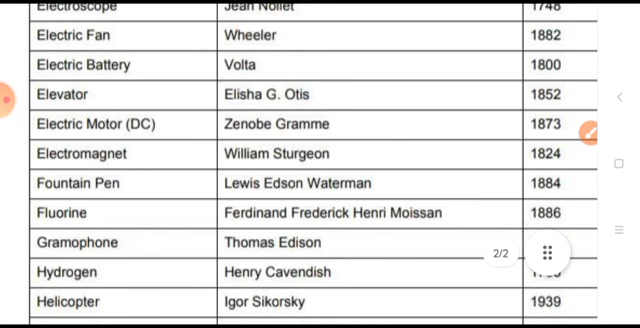 Electroscope Jean Nollet 1748
Electric Fan Wheeler 1882
Electric Battery Volta 1800
Elevator Elisha G. Otis 1852
Electric Motor (DC) Zenobe Gramme 1873
Electromagnet William Sturgeon 1824
Fountain Pen Lewis Edson Waterman 1884
Fluorine Ferdinand Frederick Henri Moissan 1886
Gramophone Thomas Edison
2/2
Hydrogen Henry Cavendish
Helicopter Igor Sikorsky 1939